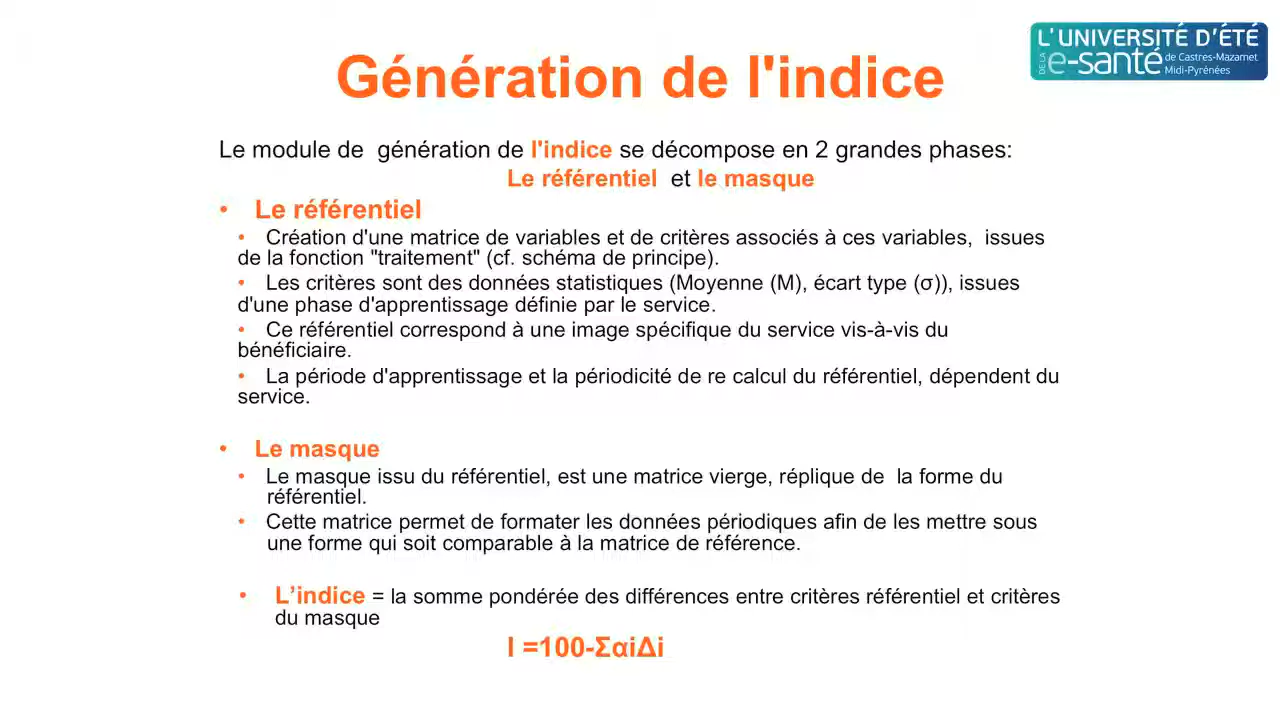 L'UNIVERSITÉ D'ÉTÉ
DE LA e-santé de Castres-Mazamet
Midi-Pyrénées
Génération de l'indice
Le module de génération de l'indice se décompose en 2 grandes phases:
Le référentiel et le masque
• Le référentiel
• Création d'une matrice de variables et de critères associés à ces variables, issues
de la fonction "traitement" (cf. schéma de principe).
• Les critères sont des données statistiques (Moyenne (M), écart type (σ)), issues
d'une phase d'apprentissage définie par le service.
• Ce référentiel correspond à une image spécifique du service vis-à-vis du
bénéficiaire.
• La période d'apprentissage et la périodicité de re calcul du référentiel, dépendent du
service.
• Le masque
• Le masque issu du référentiel, est une matrice vierge, réplique de la forme du
référentiel.
• Cette matrice permet de formater les données périodiques afin de les mettre sous
une forme qui soit comparable à la matrice de référence.
• L’indice = la somme pondérée des différences entre critères référentiel et critères
du masque
I =100-ΣαiΔi